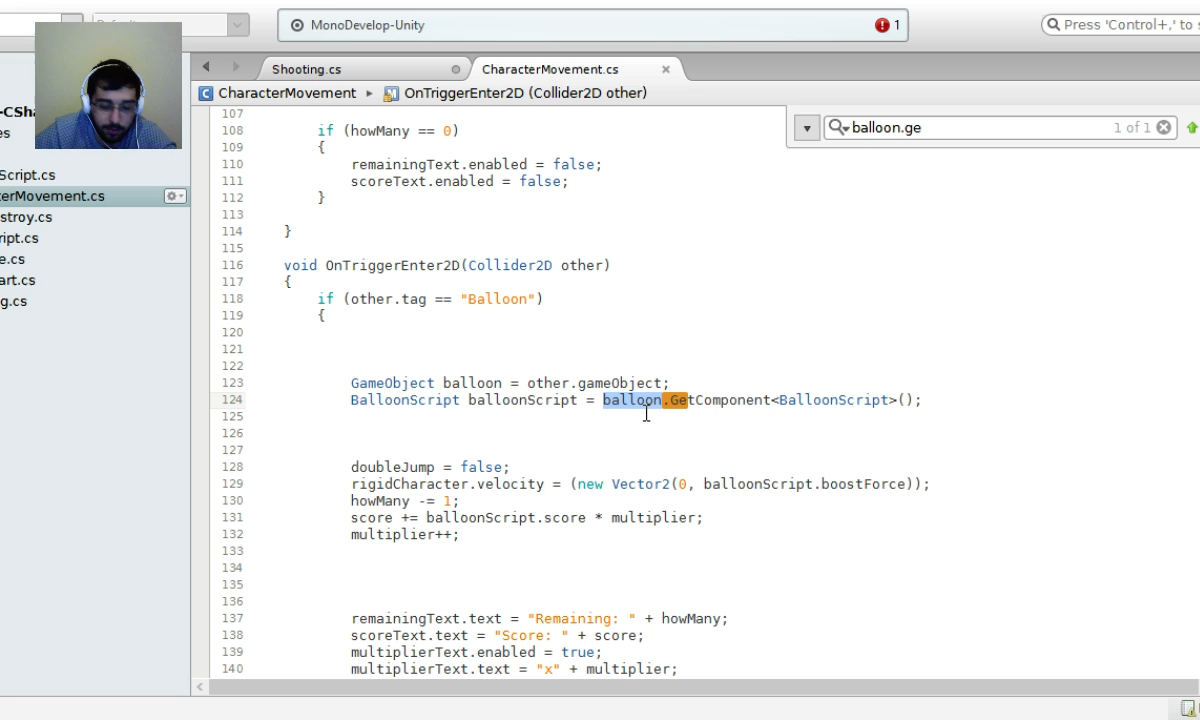 MonoDevelop-Unity
1
Press 'Control+,' to
Shooting.cs
CharacterMovement.cs
CharacterMovement
OnTriggerEnter2D (Collider2D other)
balloon.ge
1 of 1
-CSha
es
Script.cs
terMovement.cs
stroy.cs
ript.cs
e.cs
art.cs
g.cs
107
108 if (howMany == 0)
109 {
110 remainingText.enabled = false;
111 scoreText.enabled = false;
112 }
113
114 }
115
116 void OnTriggerEnter2D(Collider2D other)
117 {
118 if (other.tag == "Balloon")
119 {
120
121
122
123 GameObject balloon = other.gameObject;
124 BalloonScript balloonScript = balloon.GetComponent<BalloonScript>();
125
126
127
128 doubleJump = false;
129 rigidCharacter.velocity = (new Vector2(0, balloonScript.boostForce));
130 howMany -= 1;
131 score += balloonScript.score * multiplier;
132 multiplier++;
133
134
135
136
137 remainingText.text = "Remaining: " + howMany;
138 scoreText.text = "Score: " + score;
139 multiplierText.enabled = true;
140 multiplierText.text = "x" + multiplier;